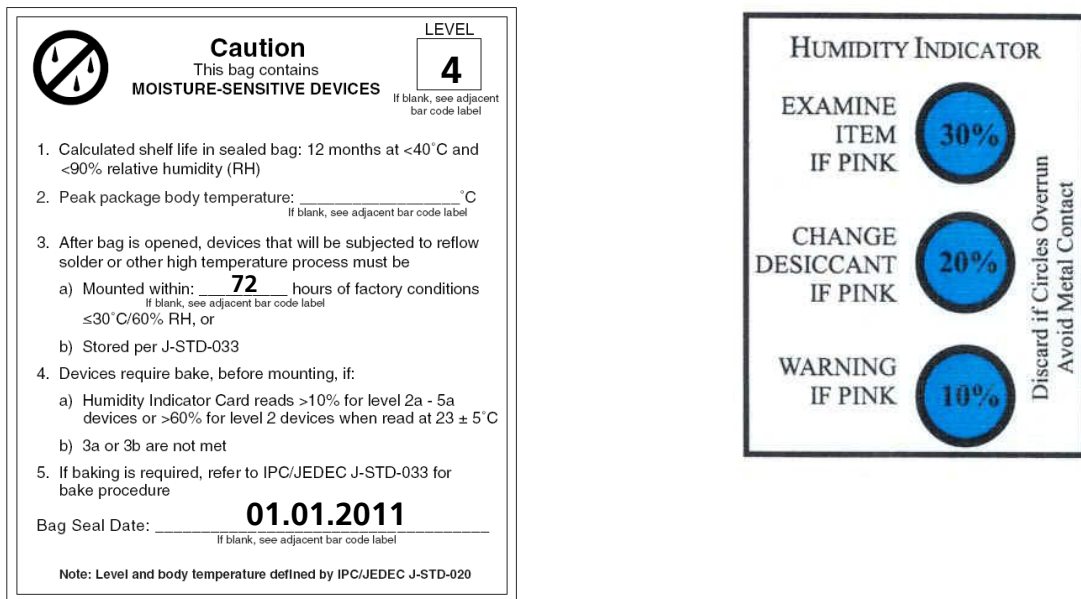 LEVEL
4
If blank, see adjacent
bar code label
Caution
This bag contains
MOISTURE-SENSITIVE DEVICES
1. Calculated shelf life in sealed bag: 12 months at <40˚C and
<90% relative humidity (RH)
2. Peak package body temperature: ___________________˚C
If blank, see adjacent bar code label
3. After bag is opened, devices that will be subjected to reflow
solder or other high temperature process must be
a) Mounted within: 72 hours of factory conditions
If blank, see adjacent bar code label
≤30˚C/60% RH, or
b) Stored per J-STD-033
4. Devices require bake, before mounting, if:
a) Humidity Indicator Card reads >10% for level 2a - 5a
devices or >60% for level 2 devices when read at 23 ± 5˚C
b) 3a or 3b are not met
5. If baking is required, refer to IPC/JEDEC J-STD-033 for
bake procedure
Bag Seal Date: 01.01.2011
If blank, see adjacent bar code label
Note: Level and body temperature defined by IPC/JEDEC J-STD-020
HUMIDITY INDICATOR
EXAMINE
ITEM
IF PINK
30%
CHANGE
DESICCANT
IF PINK
20%
WARNING
IF PINK
10%
Discard if Circles Overrun
Avoid Metal Contact